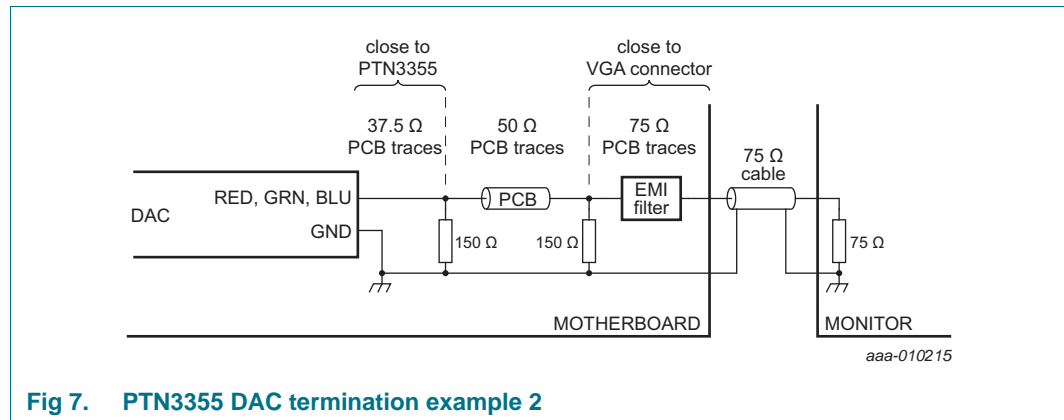 close to
PTN3355
close to
VGA connector
37.5 Ω
PCB traces
50 Ω
PCB traces
75 Ω
PCB traces
75 Ω
cable
DAC
RED, GRN, BLU
GND
PCB
EMI
filter
150 Ω
150 Ω
75 Ω
MOTHERBOARD
MONITOR
aaa-010215
Fig 7. PTN3355 DAC termination example 2